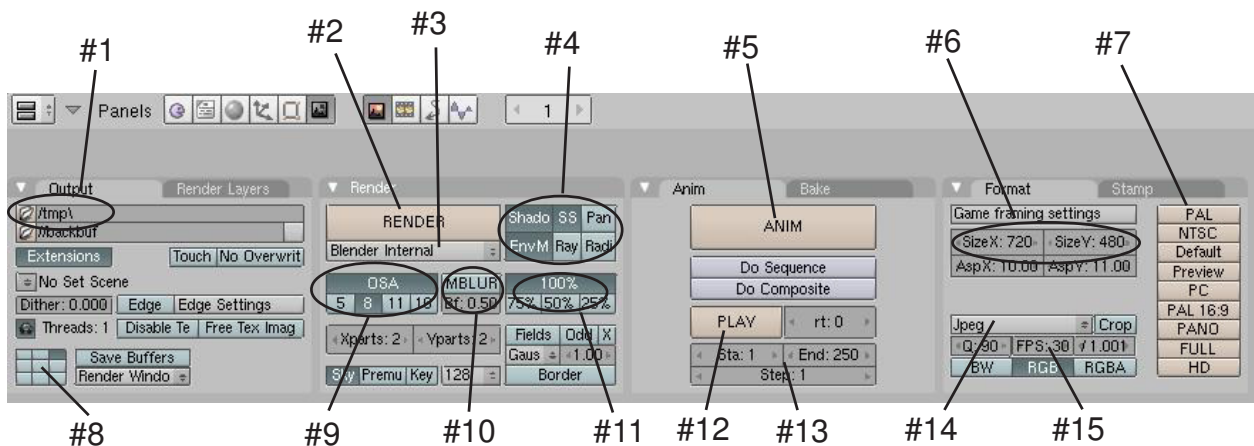 #1
#2
#3
#4
#5
#6
#7
Panels
1
Output
Render Layers
/tmp\
//backbuf
Extensions
Touch
No Overwrit
No Set Scene
Dither: 0.000
Edge
Edge Settings
Threads: 1
Disable Te
Free Tex Imag
Save Buffers
Render Windo
Render
RENDER
Blender Internal
Shado
SS
Pan
EnvM
Ray
Radi
OSA
MBLUR
100%
5
8
11
16
Bf: 0.50
75%
50%
25%
Xparts: 2
Yparts: 2
Fields
Odd
X
Gaus
1.00
Sky
Premu
Key
128
Border
Anim
Bake
ANIM
Do Sequence
Do Composite
PLAY
rt: 0
Sta: 1
End: 250
Step: 1
Format
Stamp
Game framing settings
SizeX: 720
SizeY: 480
AspX: 10.00
AspY: 11.00
Jpeg
Crop
Q: 90
FPS: 30
/ 1.001
BW
RGB
RGBA
PAL
NTSC
Default
Preview
PC
PAL 16:9
PANO
FULL
HD
#8
#9
#10
#11
#12
#13
#14
#15